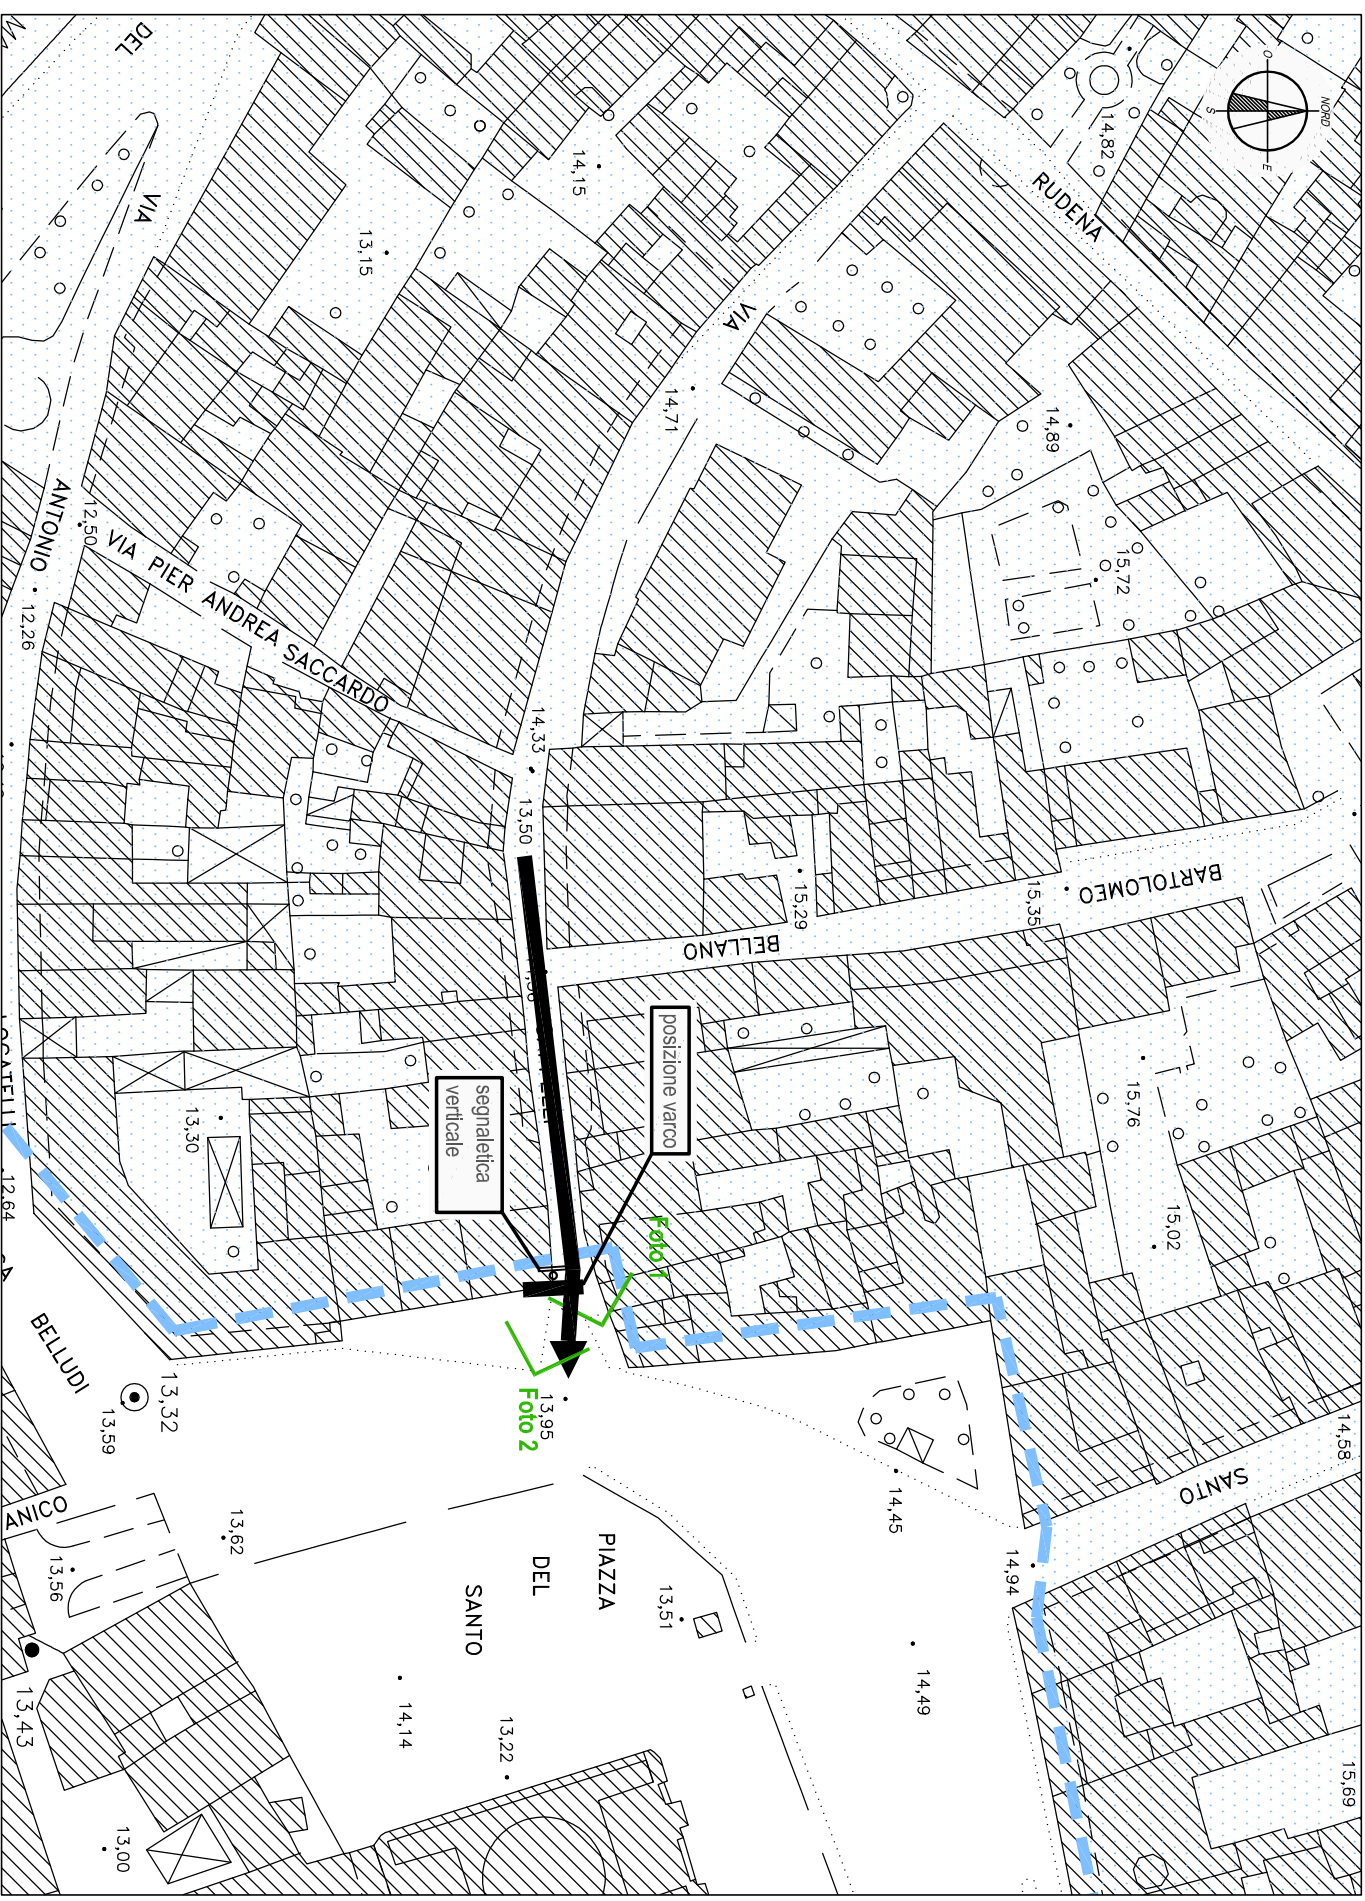 NORD
O
E
S
DEL
14,82
RUDENA
14,15
VIA
13,15
VIA
14,71
14,89
ANTONIO
12,50
VIA PIER ANDREA SACCARDO
12,26
15,72
14,33
13,50
15,29
BELLANO
15,35
BARTOLOMEO
posizione varco
segnaletica
verticale
13,30
15,76
15,02
Foto 1
Foto 2
12,64
BELLUDI
13,32
13,59
13,95
14,45
14,58
SANTO
14,94
ANICO
13,56
13,62
PIAZZA
DEL
SANTO
13,51
14,49
13,43
14,14
13,22
13,00
15,69